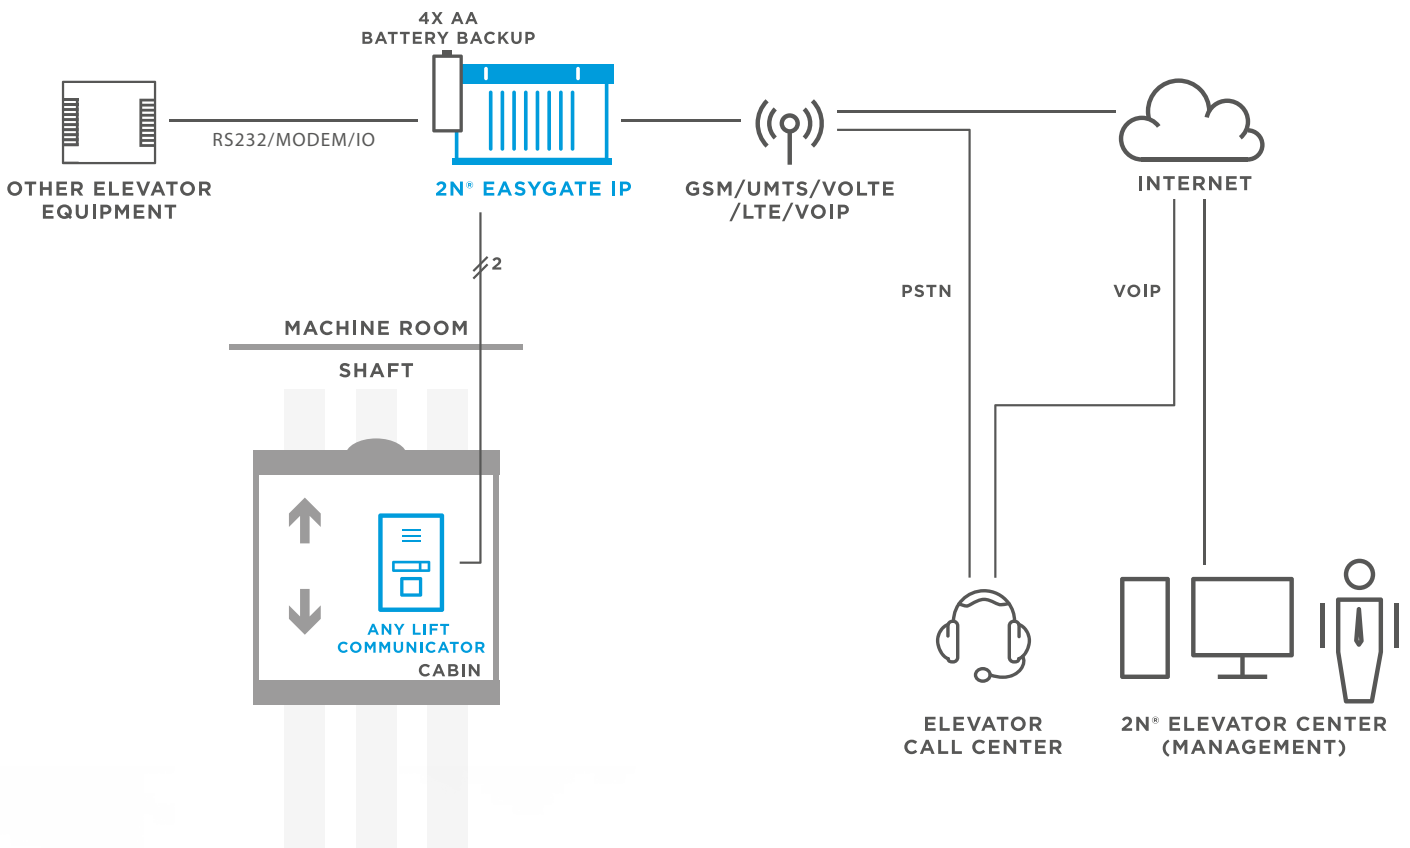 4X AA
BATTERY BACKUP
RS232/MODEM/IO
OTHER ELEVATOR
EQUIPMENT
2N® EASYGATE IP
GSM/UMTS/VOLTE
/LTE/VOIP
INTERNET
2
PSTN
VOIP
MACHINE ROOM
SHAFT
ANY LIFT
COMMUNICATOR
CABIN
ELEVATOR
CALL CENTER
2N® ELEVATOR CENTER
(MANAGEMENT)